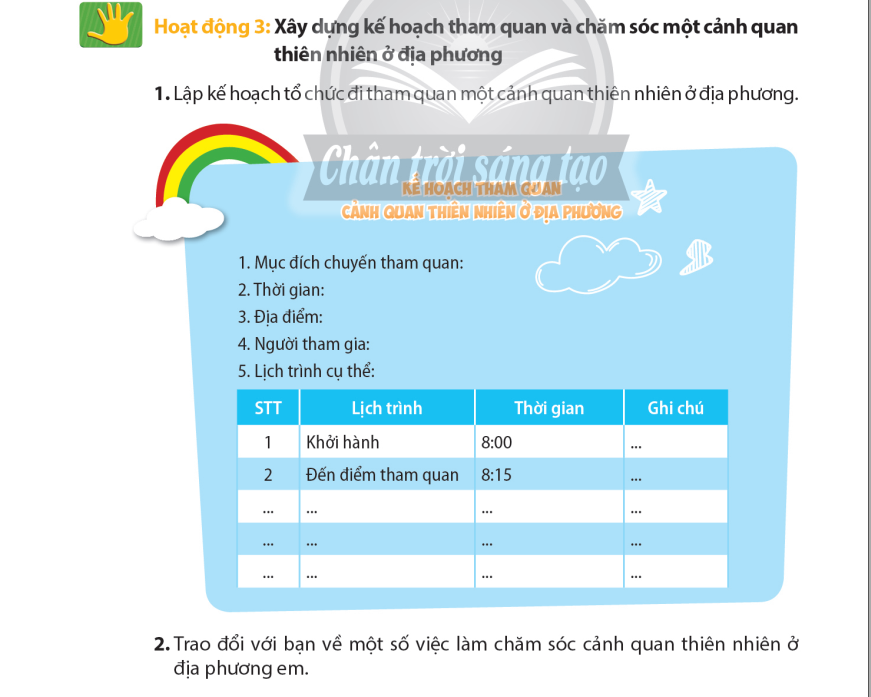 Hoạt động 3: Xây dựng kế hoạch tham quan và chăm sóc một cảnh quan
thiên nhiên ở địa phương
1. Lập kế hoạch tổ chức đi tham quan một cảnh quan thiên nhiên ở địa phương.
Chân trời sáng tạo
KẾ HOẠCH THAM QUAN
CẢNH QUAN THIÊN NHIÊN Ở ĐỊA PHƯƠNG
1. Mục đích chuyến tham quan:
2. Thời gian:
3. Địa điểm:
4. Người tham gia:
5. Lịch trình cụ thể:
STT Lịch trình Thời gian Ghi chú
1 Khởi hành 8:00 ...
2 Đến điểm tham quan 8:15 ...
... ... ... ...
... ... ... ...
... ... ... ...
2. Trao đổi với bạn về một số việc làm chăm sóc cảnh quan thiên nhiên ở
địa phương em.